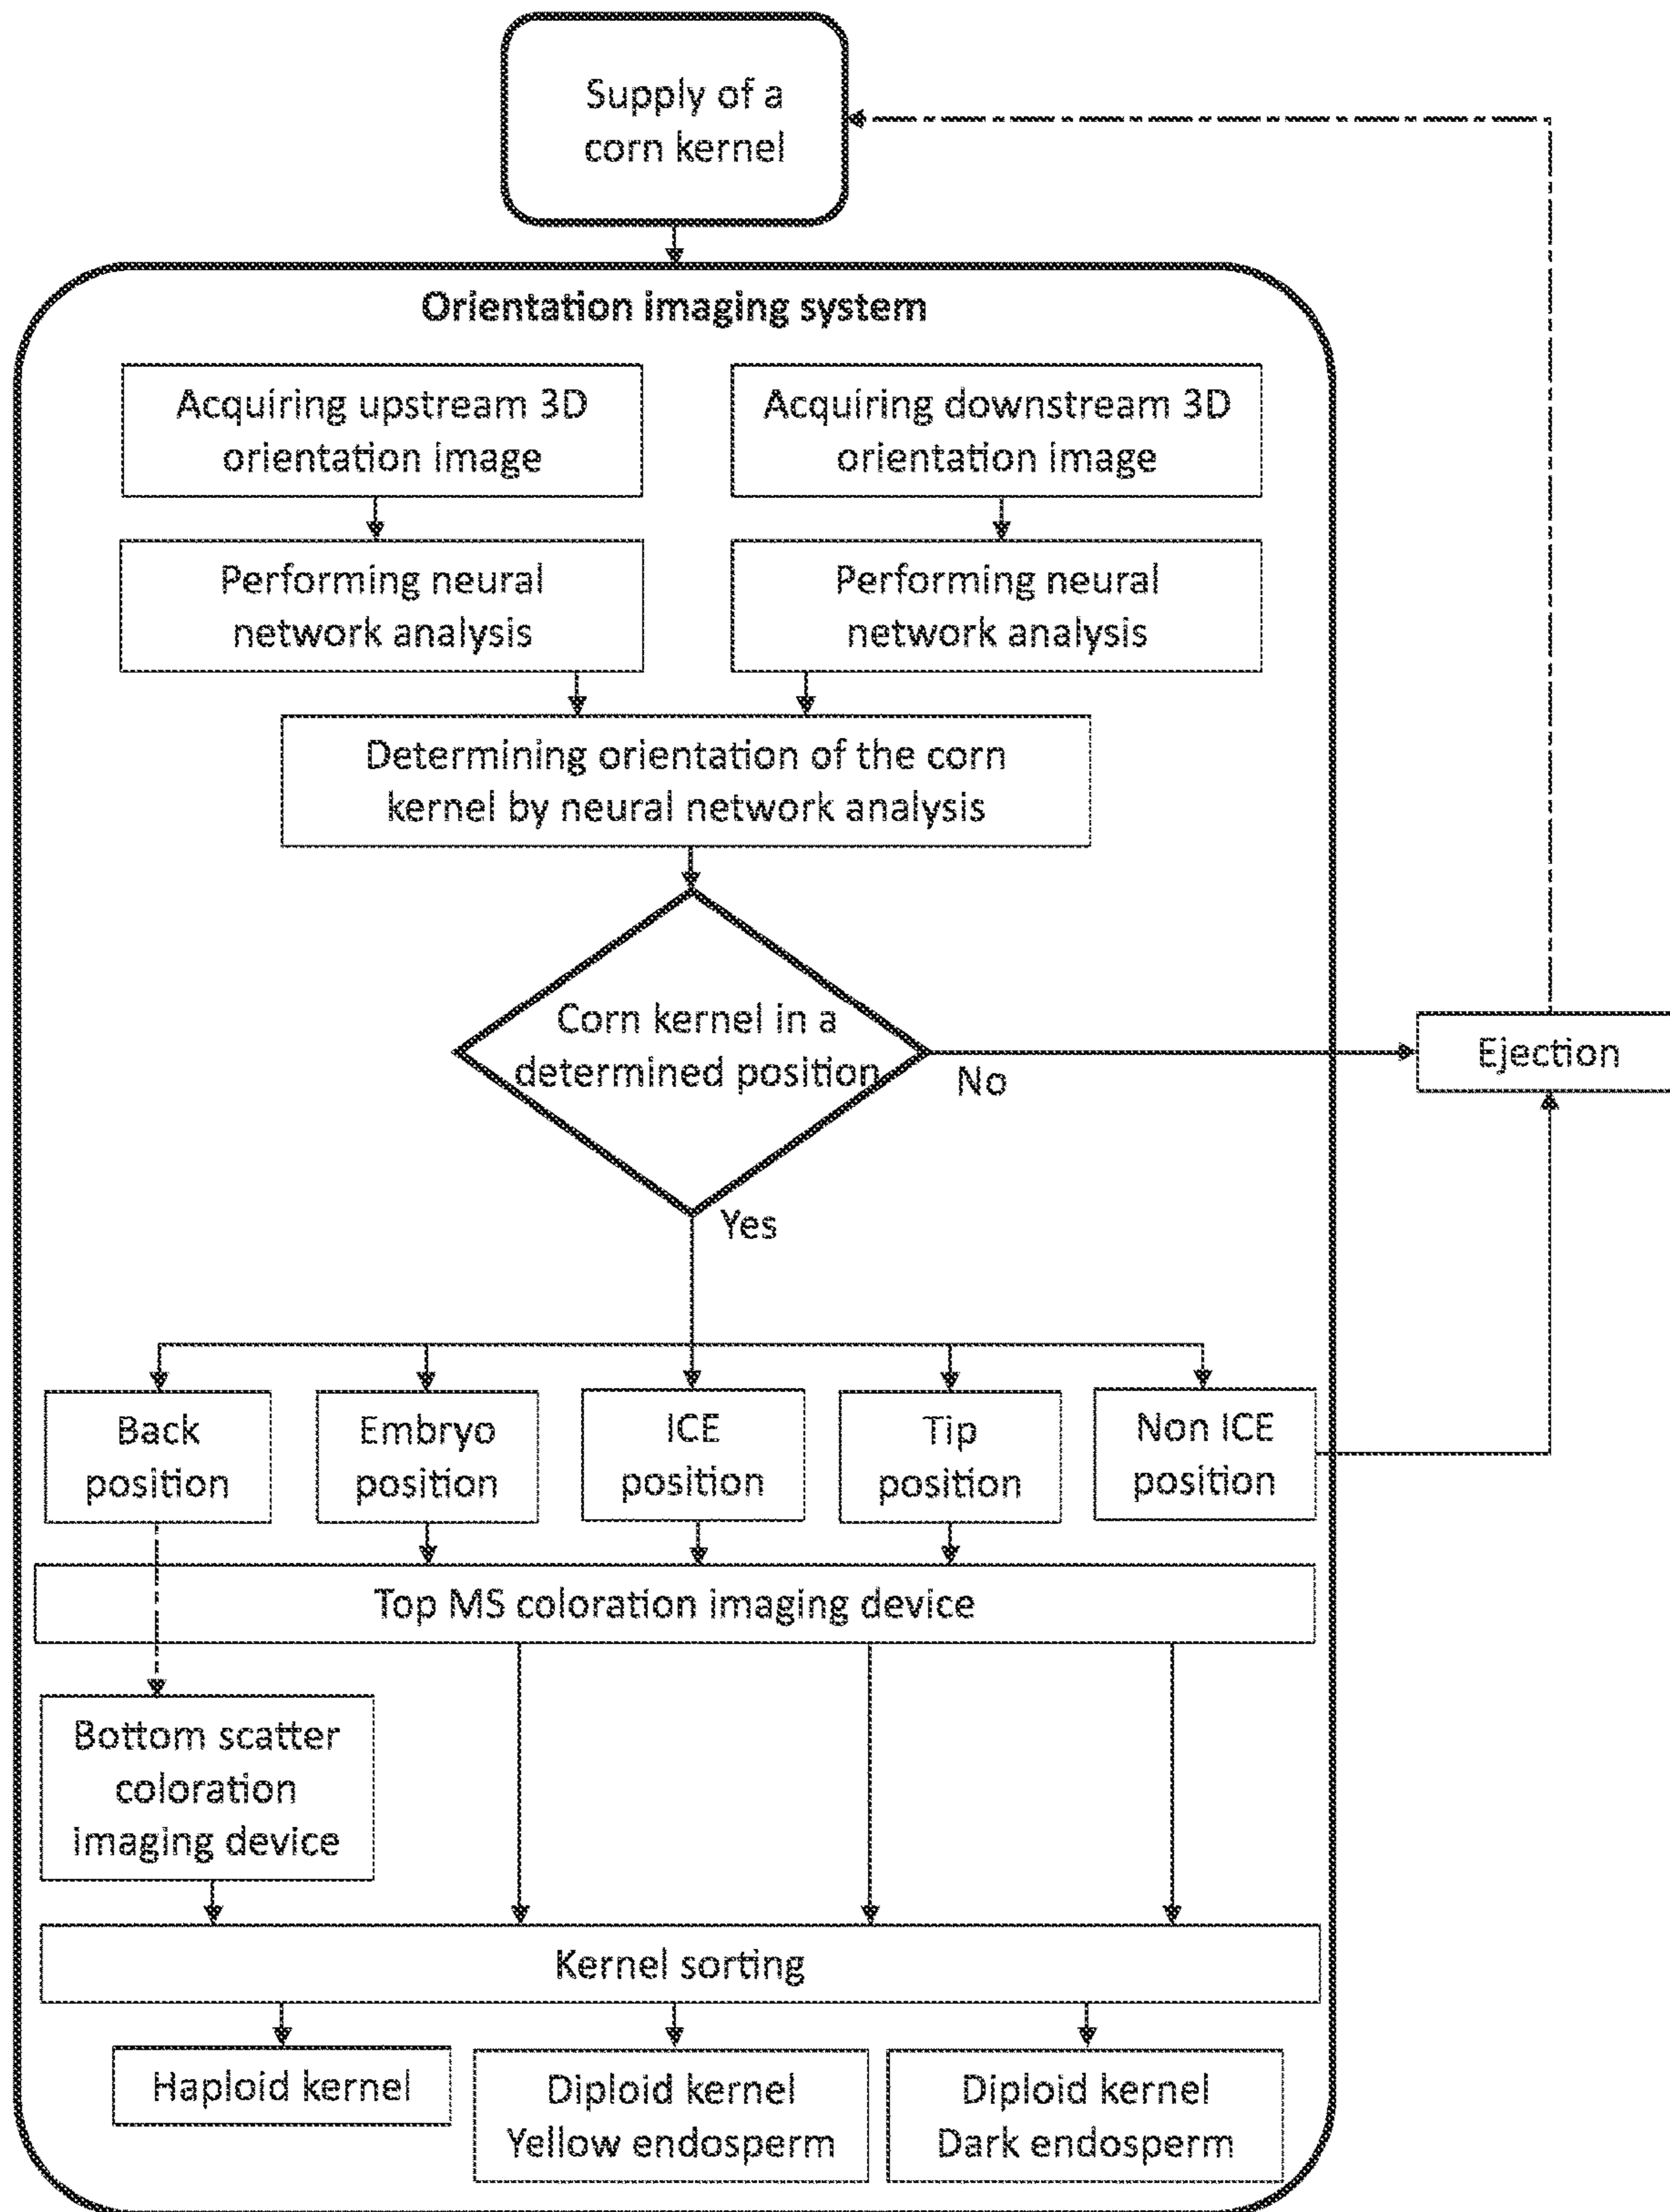 Supply of a
corn kernel
Orientation imaging system
Acquiring upstream 3D
orientation image
Acquiring downstream 3D
orientation image
Performing neural
network analysis
Performing neural
network analysis
Determining orientation of the corn
kernel by neural network analysis
Corn kernel in a
determined position
No
Ejection
Yes
Back
position
Embryo
position
ICE
position
Tip
position
Non ICE
position
Top MS coloration imaging device
Bottom scatter
coloration
imaging device
Kernel sorting
Haploid kernel
Diploid kernel
Yellow endosperm
Diploid kernel
Dark endosperm